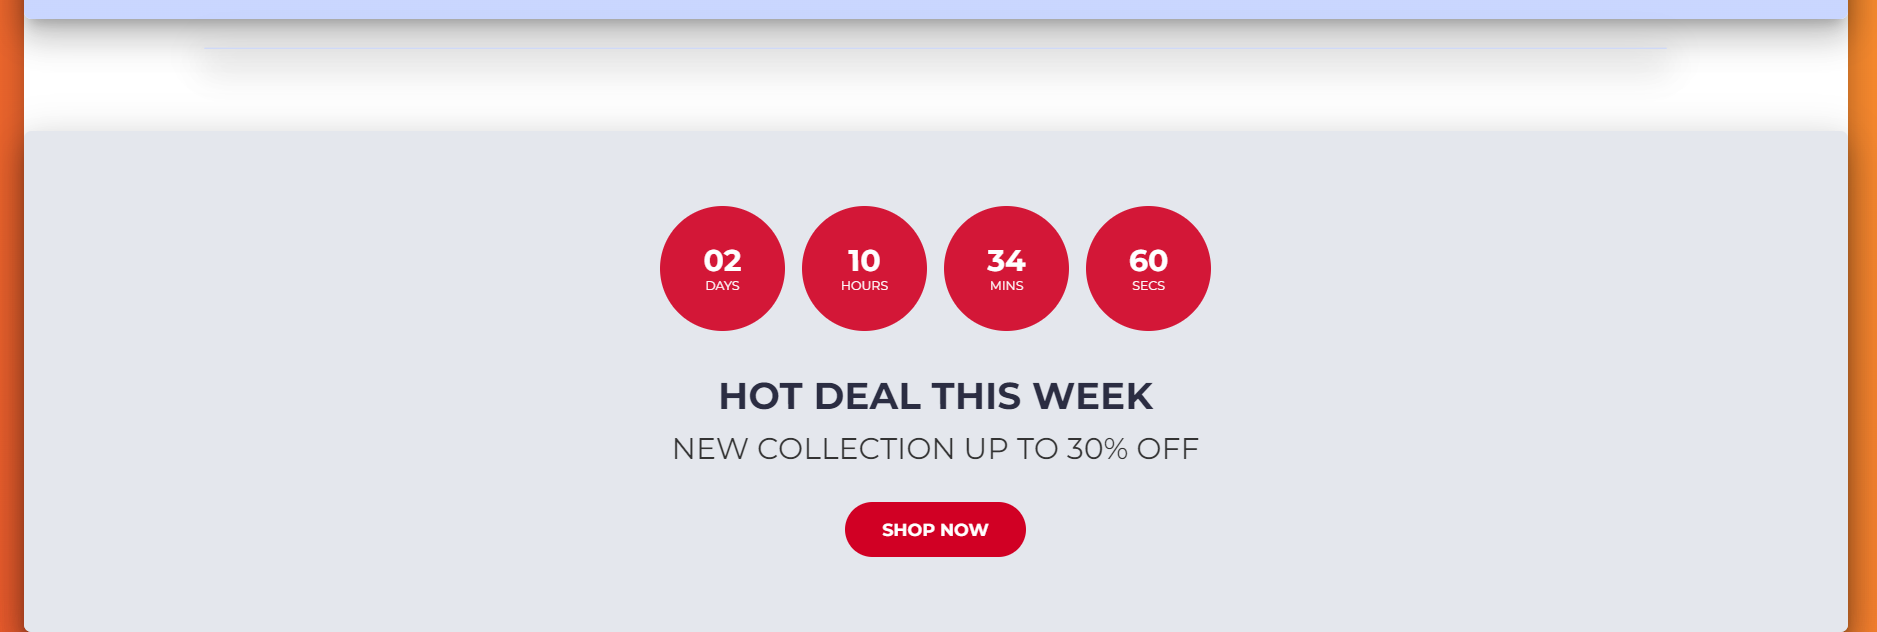 02 10 34 60
DAYS HOURS MINS SECS
HOT DEAL THIS WEEK
NEW COLLECTION UP TO 30% OFF
SHOP NOW